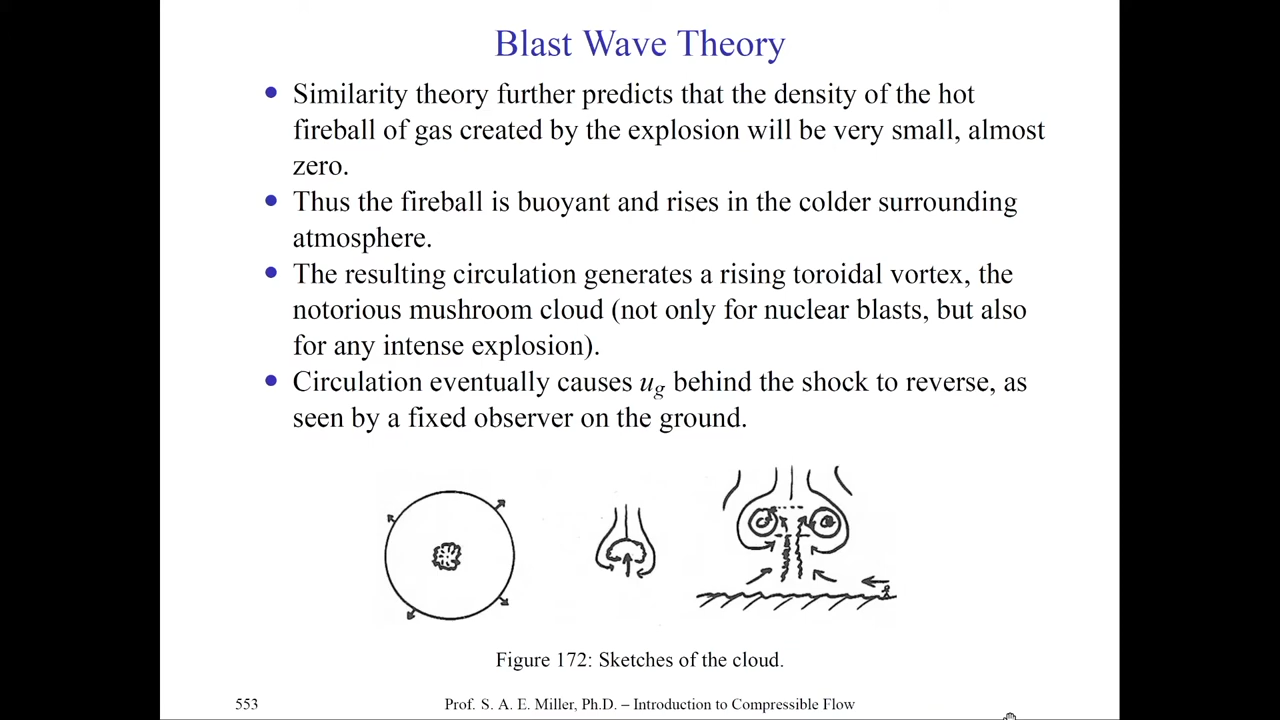 Blast Wave Theory
• Similarity theory further predicts that the density of the hot
fireball of gas created by the explosion will be very small, almost
zero.
• Thus the fireball is buoyant and rises in the colder surrounding
atmosphere.
• The resulting circulation generates a rising toroidal vortex, the
notorious mushroom cloud (not only for nuclear blasts, but also
for any intense explosion).
• Circulation eventually causes u_g behind the shock to reverse, as
seen by a fixed observer on the ground.
Figure 172: Sketches of the cloud.
553
Prof. S. A. E. Miller, Ph.D. – Introduction to Compressible Flow